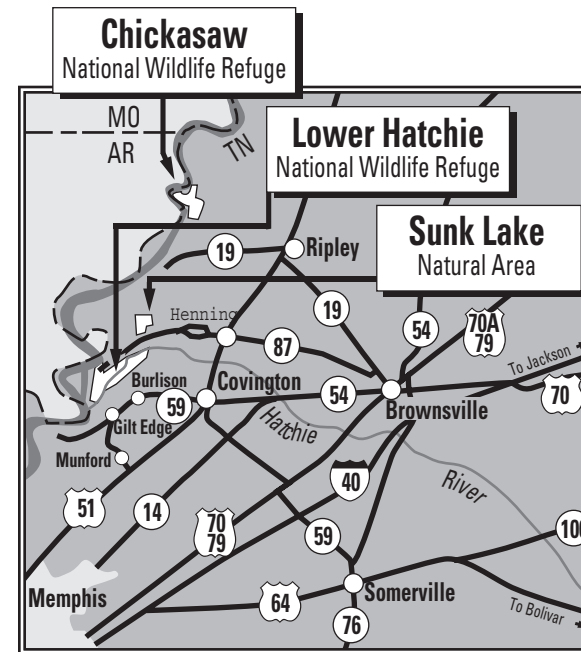 Chickasaw
National Wildlife Refuge
MO
AR
TN
Lower Hatchie
National Wildlife Refuge
Sunk Lake
Natural Area
19
Ripley
Henning
19
54
70A
79
87
To Jackson
Burlison
59
Covington
54
70
Brownsville
Gilt Edge
Hatchie
Munford
40
River
51
14
70
79
59
100
Memphis
64
Somerville
76
To Bolivar